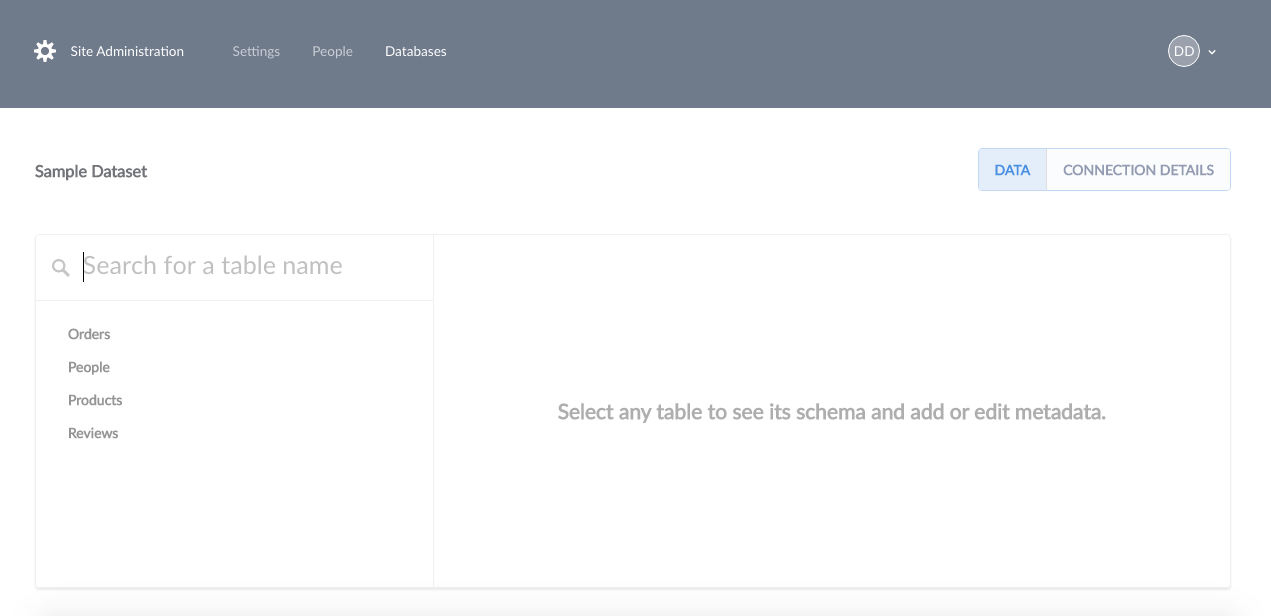 Site Administration Settings People Databases DD
Sample Dataset DATA CONNECTION DETAILS
Search for a table name
Orders
People
Products
Reviews
Select any table to see its schema and add or edit metadata.